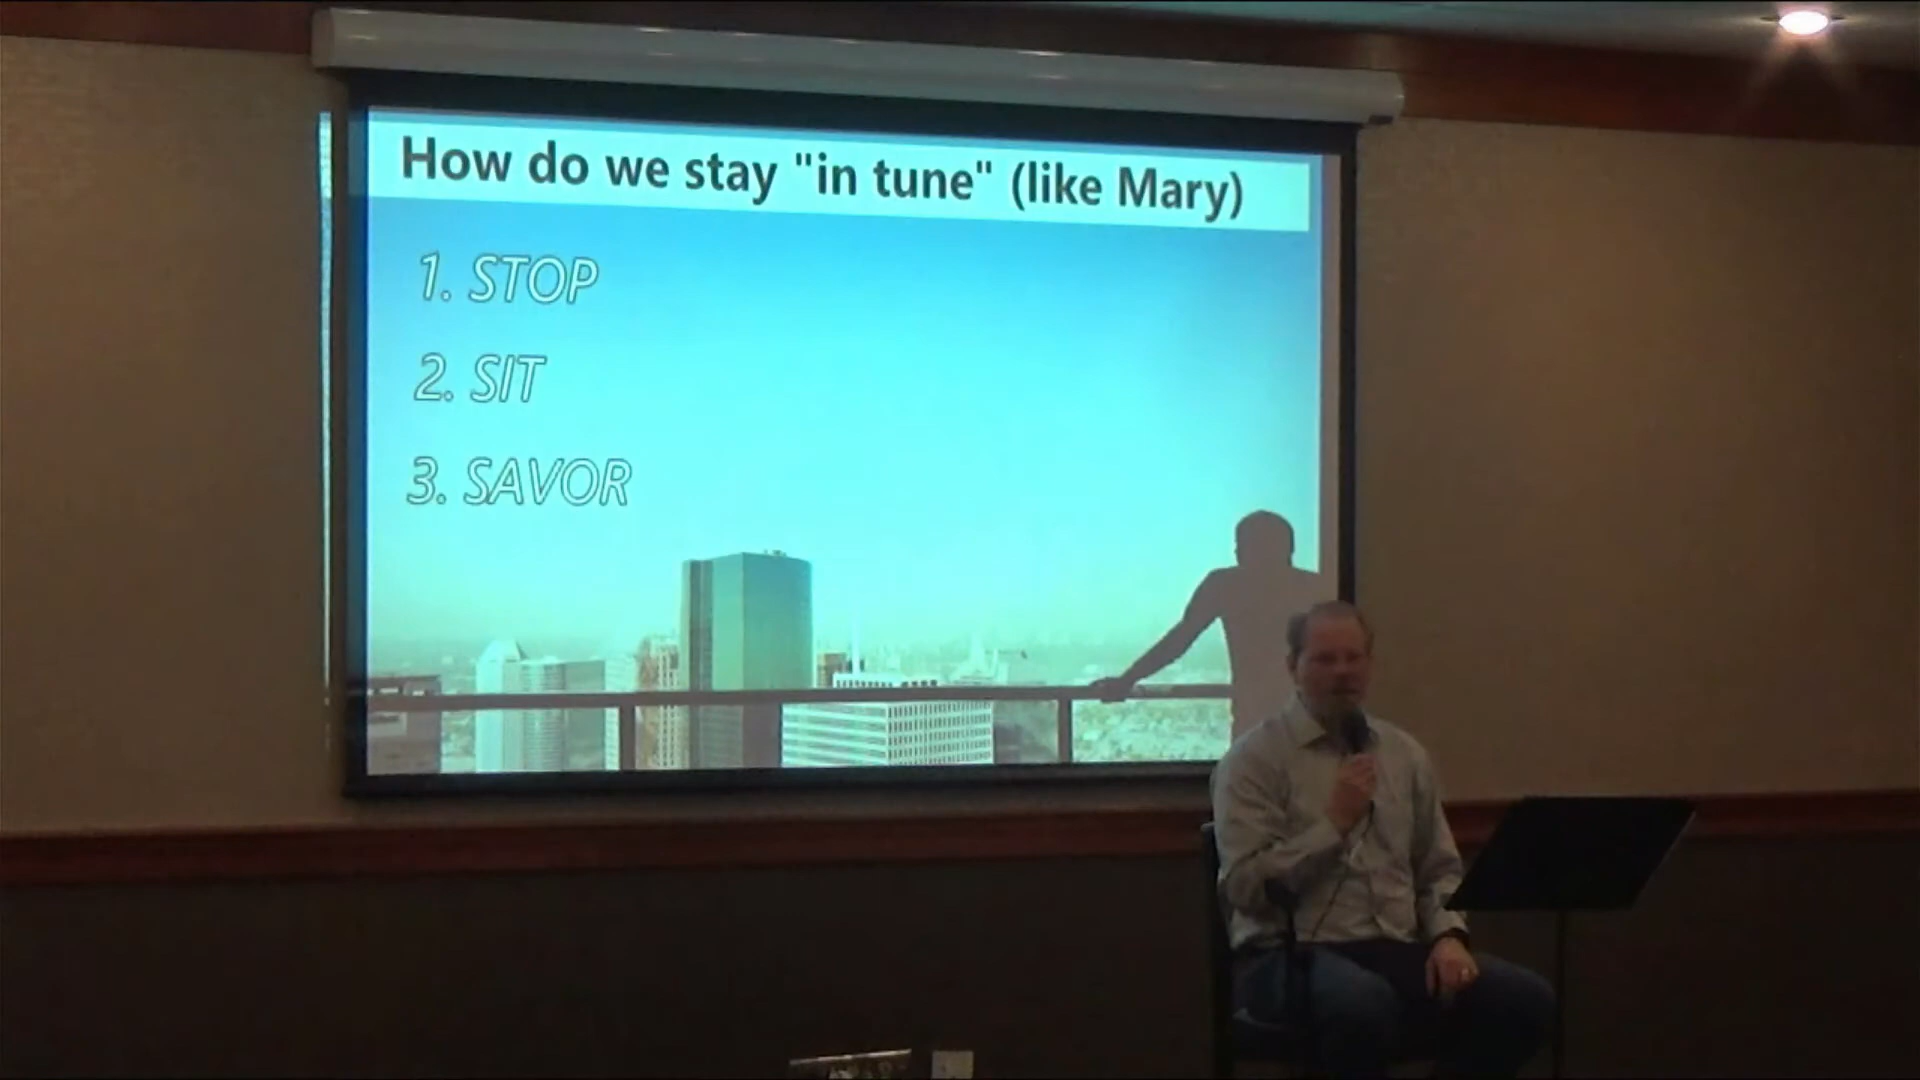 How do we stay "in tune" (like Mary)
1. STOP
2. SIT
3. SAVOR